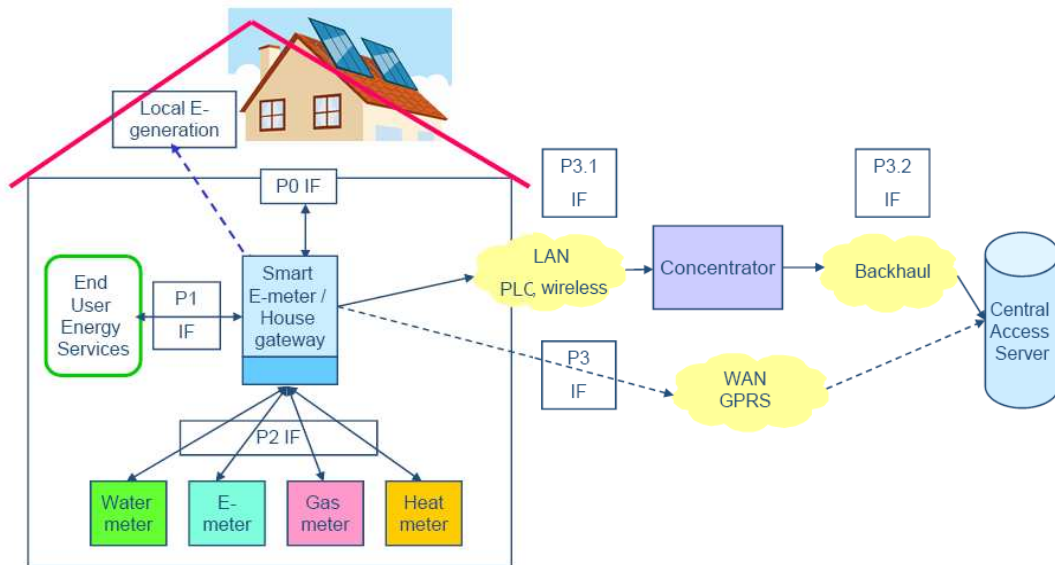 Local E-
generation
P0 IF
P3.1
IF
P3.2
IF
End
User
Energy
Services
P1
IF
Smart
E-meter /
House
gateway
LAN
PLC, wireless
Concentrator
Backhaul
Central
Access
Server
P3
IF
WAN
GPRS
P2 IF
Water
meter
E-
meter
Gas
meter
Heat
meter